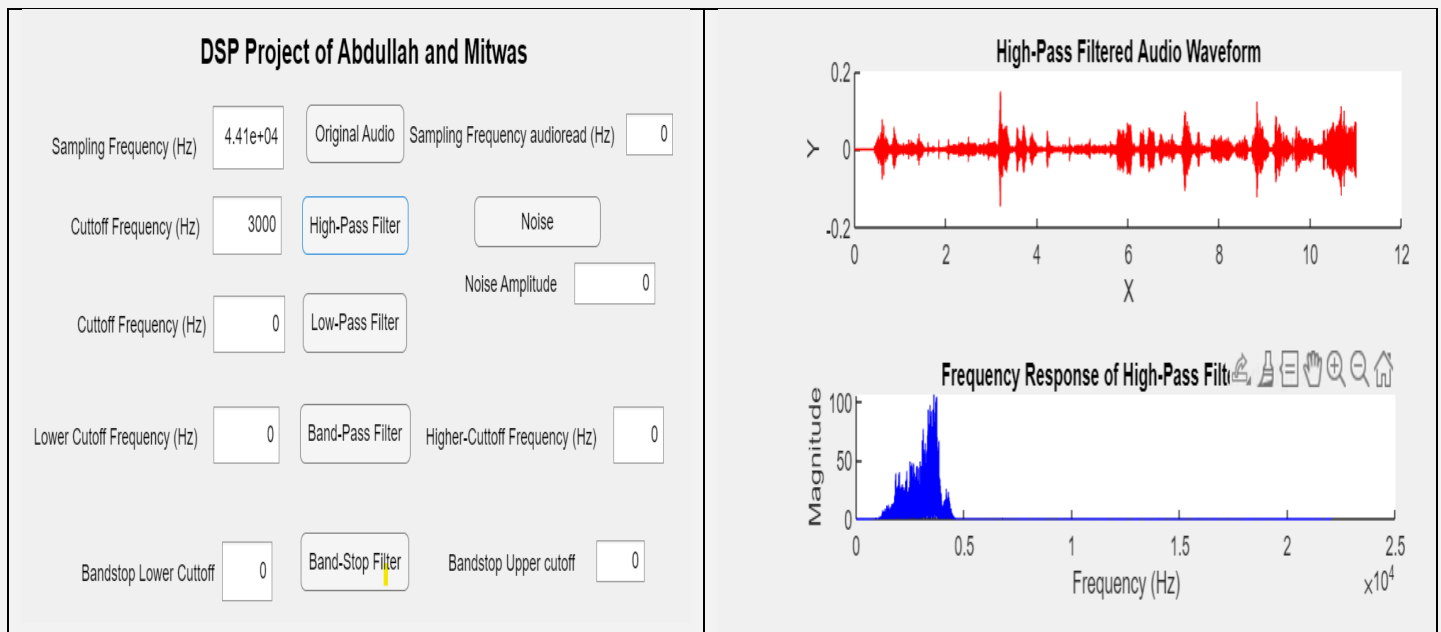 DSP Project of Abdullah and Mitwas
Sampling Frequency (Hz) 4.41e+04 Original Audio Sampling Frequency audioread (Hz) 0
Cuttoff Frequency (Hz) 3000 High-Pass Filter Noise
Noise Amplitude 0
Cuttoff Frequency (Hz) 0 Low-Pass Filter
Lower Cutoff Frequency (Hz) 0 Band-Pass Filter Higher-Cuttoff Frequency (Hz) 0
Bandstop Lower Cuttoff 0 Band-Stop Filter Bandstop Upper cutoff 0
High-Pass Filtered Audio Waveform
0.2
Y
0
-0.2
0 2 4 6 8 10 12
X
Frequency Response of High-Pass Filte
Magnitude
100
50
0
0 0.5 1 1.5 2 2.5
Frequency (Hz) ×10⁴